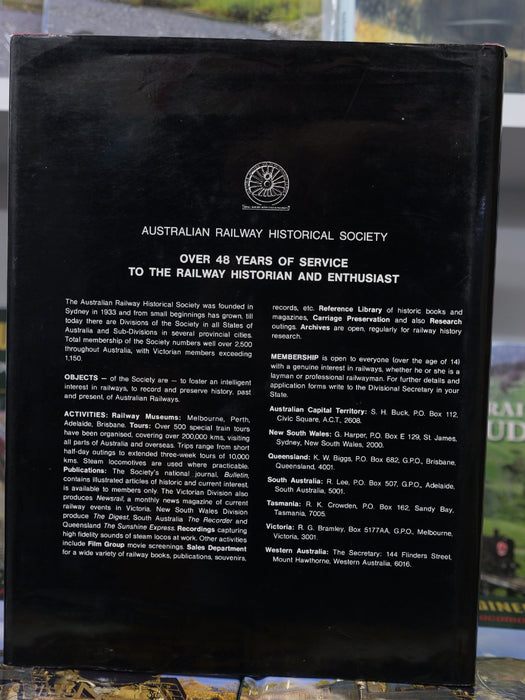 AUSTRALIAN RAILWAY HISTORICAL SOCIETY
OVER 48 YEARS OF SERVICE
TO THE RAILWAY HISTORIAN AND ENTHUSIAST
The Australian Railway Historical Society was founded in
Sydney in 1933 and from small beginnings has grown, till
today there are Divisions of the Society in all States of
Australia and Sub-Divisions in several provincial cities.
Total membership of the Society numbers well over 2,500
throughout Australia, with Victorian members exceeding
1,150.
OBJECTS — of the Society are — to foster an intelligent
interest in railways, to record and preserve history, past
and present, of Australian Railways.
ACTIVITIES: Railway Museums: Melbourne, Perth,
Adelaide, Brisbane. Tours: Over 500 special train tours
have been organised, covering over 200,000 kms, visiting
all parts of Australia and overseas. Trips range from short
half-day outings to extended three-week tours of 10,000
kms. Steam locomotives are used where practicable.
Publications: The Society's national journal, Bulletin,
contains illustrated articles of historic and current interest,
is available to members only. The Victorian Division also
produces Newsrail, a monthly news magazine of current
railway events in Victoria. New South Wales Division
produce The Digest, South Australia The Recorder and
Queensland The Sunshine Express. Recordings capturing
high fidelity sounds of steam locos at work. Other activities
include Film Group movie screenings. Sales Department
for a wide variety of railway books, publications, souvenirs,
records, etc. Reference Library of historic books and
magazines, Carriage Preservation and also Research
outings. Archives are open, regularly for railway history
research.
MEMBERSHIP is open to everyone (over the age of 14)
with a genuine interest in railways, whether he or she is a
layman or professional railwayman. For further details and
application forms write to the Divisional Secretary in your
State.
Australian Capital Territory: S. H. Buck, P.O. Box 112,
Civic Square, A.C.T., 2608.
New South Wales: G. Harper, P.O. Box E 129, St. James,
Sydney, New South Wales, 2000.
Queensland: K. W. Biggs, P.O. Box 682, G.P.O., Brisbane,
Queensland, 4001.
South Australia: R. Lee, P.O. Box 507, G.P.O., Adelaide,
South Australia, 5001.
Tasmania: R. K. Crowden, P.O. Box 162, Sandy Bay,
Tasmania, 7005.
Victoria: R. G. Bramley, Box 5177AA, G.P.O., Melbourne,
Victoria, 3001.
Western Australia: The Secretary: 144 Flinders Street,
Mount Hawthorne, Western Australia, 6016.